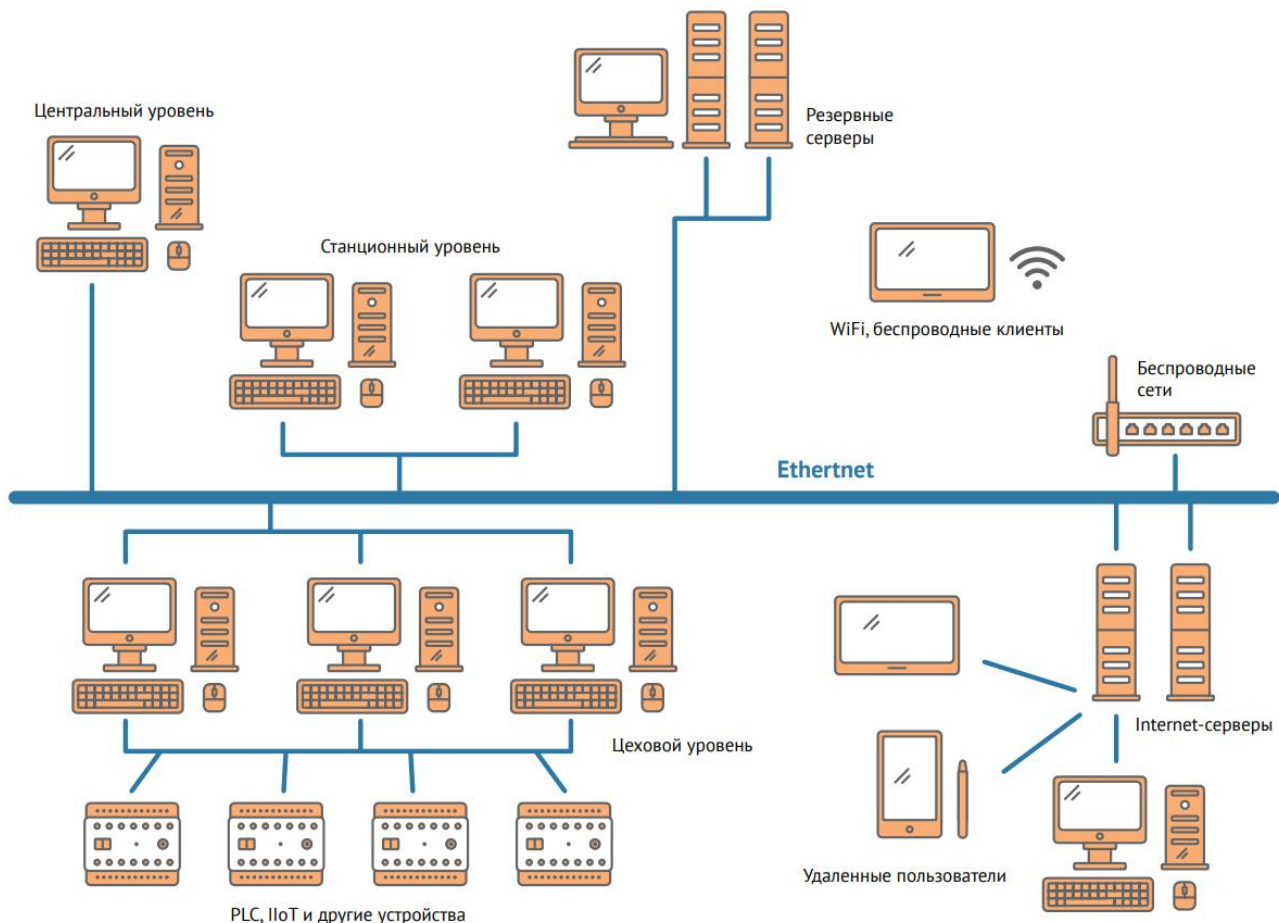 Центральный уровень
Резервные
серверы
Станционный уровень
WiFi, беспроводные клиенты
Беспроводные
сети
Ethertnet
Цеховой уровень
Internet-серверы
Удаленные пользователи
PLC, IIoT и другие устройства